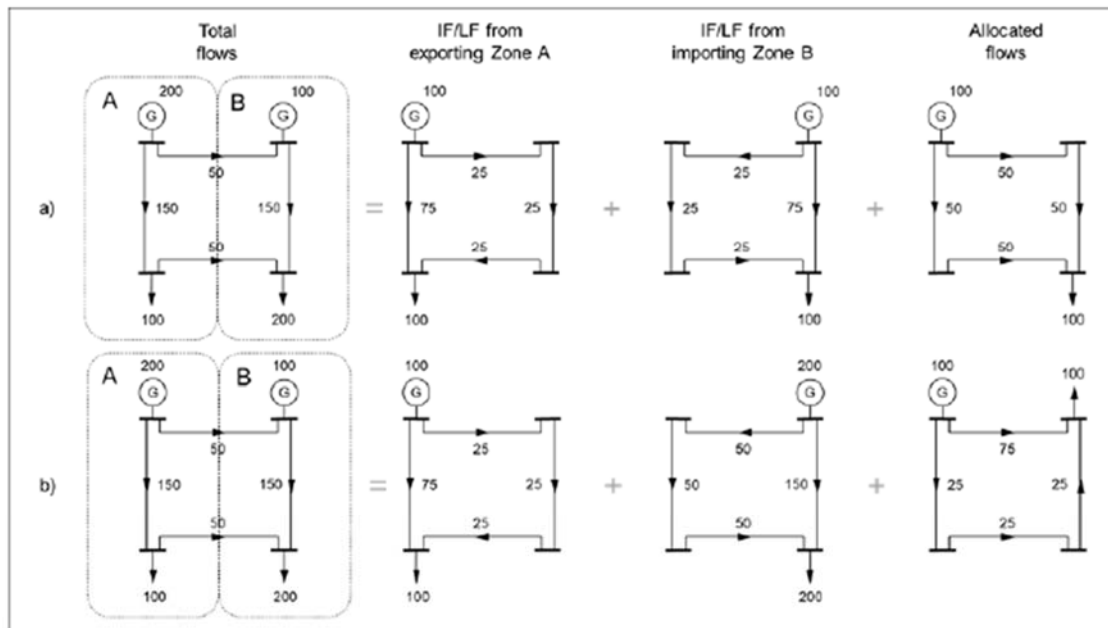 Total flows
IF/LF from exporting Zone A
IF/LF from importing Zone B
Allocated flows
a)
A 200 B 100
G G
50
150 150
50
100 200
=
100
G
25
75 25
25
100
+
100
G
25
25 75
25
100
+
100
G
50
50 50
50
100
b)
A 200 B 100
G G
50
150 150
50
100 200
=
100
G
25
75 25
25
100
+
200
G
50
50 150
50
200
+
100 100
G
75
25 25
25